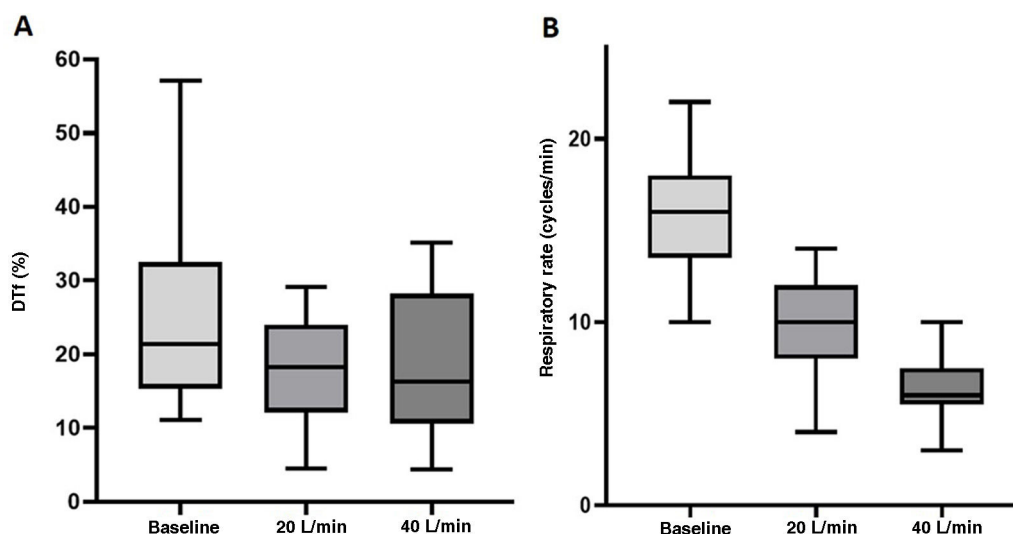 A
DTf (%)
60
50
40
30
20
10
0
Baseline
20 L/min
40 L/min
B
Respiratory rate (cycles/min)
20
10
0
Baseline
20 L/min
40 L/min